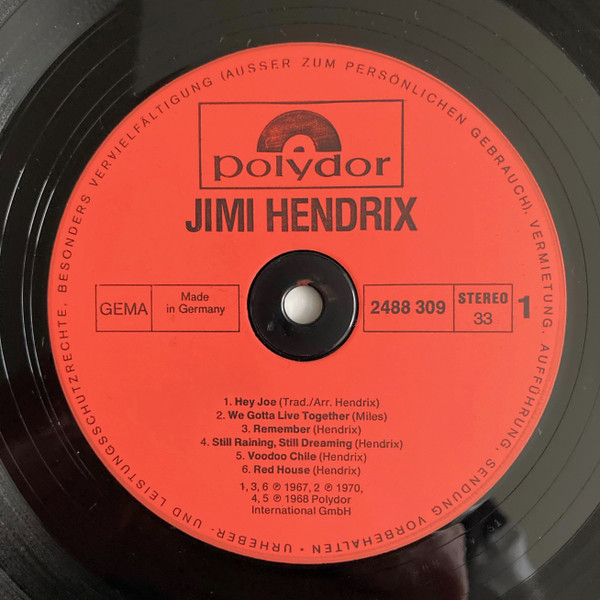 URHEBER- UND LEISTUNGSSCHUTZRECHTE, BESONDERS VERVIELFÄLTIGUNG (AUSSER ZUM PERSÖNLICHEN GEBRAUCH), VERMIETUNG, AUFFÜHRUNG, SENDUNG VORBEHALTEN •
polydor
JIMI HENDRIX
GEMA
Made
in Germany
2488 309
STEREO
33
1
1. Hey Joe (Trad./Arr. Hendrix)
2. We Gotta Live Together (Miles)
3. Remember (Hendrix)
4. Still Raining, Still Dreaming (Hendrix)
5. Voodoo Chile (Hendrix)
6. Red House (Hendrix)
1, 3, 6 ℗ 1967, 2 ℗ 1970,
4, 5 ℗ 1968 Polydor
International GmbH